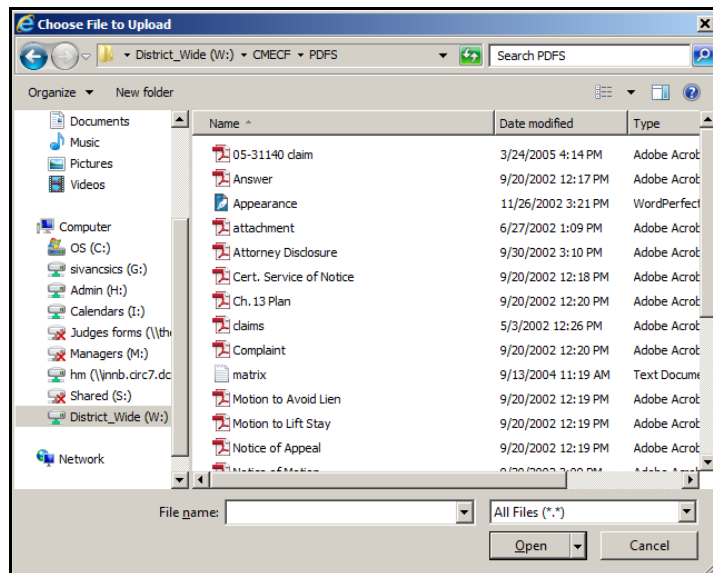 Choose File to Upload
District_Wide (W:) CMECF PDFS Search PDFS
Organize New folder
Documents
Music
Pictures
Videos
Computer
OS (C:)
sivancsics (G:)
Admin (H:)
Calendars (I:)
Judges forms (\\the
Managers (M:)
hm (\\innb.circ7.dc
Shared (S:)
District_Wide (W:)
Network
Name Date modified Type
05-31140 claim 3/24/2005 4:14 PM Adobe Acrob
Answer 9/20/2002 12:17 PM Adobe Acrob
Appearance 11/26/2002 3:21 PM WordPerfect
attachment 6/27/2002 1:09 PM Adobe Acrob
Attorney Disclosure 9/30/2002 3:10 PM Adobe Acrob
Cert. Service of Notice 9/20/2002 12:18 PM Adobe Acrob
Ch.13 Plan 9/20/2002 12:20 PM Adobe Acrob
claims 5/3/2002 12:26 PM Adobe Acrob
Complaint 9/20/2002 12:20 PM Adobe Acrob
matrix 9/13/2004 11:19 AM Text Docume
Motion to Avoid Lien 9/20/2002 12:19 PM Adobe Acrob
Motion to Lift Stay 9/20/2002 12:19 PM Adobe Acrob
Notice of Appeal 9/20/2002 12:19 PM Adobe Acrob
Notice of Motion
File name: All Files (*.*)
Open Cancel